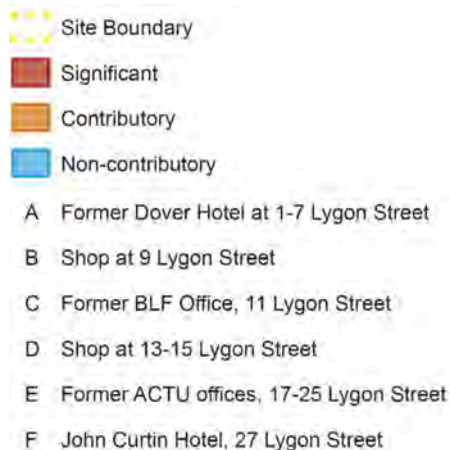 Site Boundary
Significant
Contributory
Non-contributory
A Former Dover Hotel at 1-7 Lygon Street
B Shop at 9 Lygon Street
C Former BLF Office, 11 Lygon Street
D Shop at 13-15 Lygon Street
E Former ACTU offices, 17-25 Lygon Street
F John Curtin Hotel, 27 Lygon Street